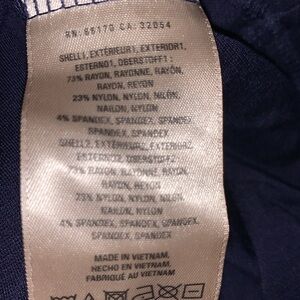 RN: 65170 CA: 32054
SHELL1, EXTÉRIEUR1, EXTERIOR1,
ESTERNO1, OBERSTOFF1:
73% RAYON, RAYONNE, RAYÓN,
RAYON, REYON
23% NYLON, NYLON, NILÓN,
NAILON, NYLON
4% SPANDEX, SPANDEX, SPANDEX,
SPANDEX, SPANDEX
SHELL2, EXTÉRIEUR2, EXTERIOR2,
ESTERNO2, OBERSTOFF2:
73% RAYON, RAYONNE, RAYÓN,
RAYON, REYON
23% NYLON, NYLON, NILÓN,
NAILON, NYLON
4% SPANDEX, SPANDEX, SPANDEX,
SPANDEX, SPANDEX
MADE IN VIETNAM,
HECHO EN VIETNAM,
FABRIQUÉ AU VIETNAM